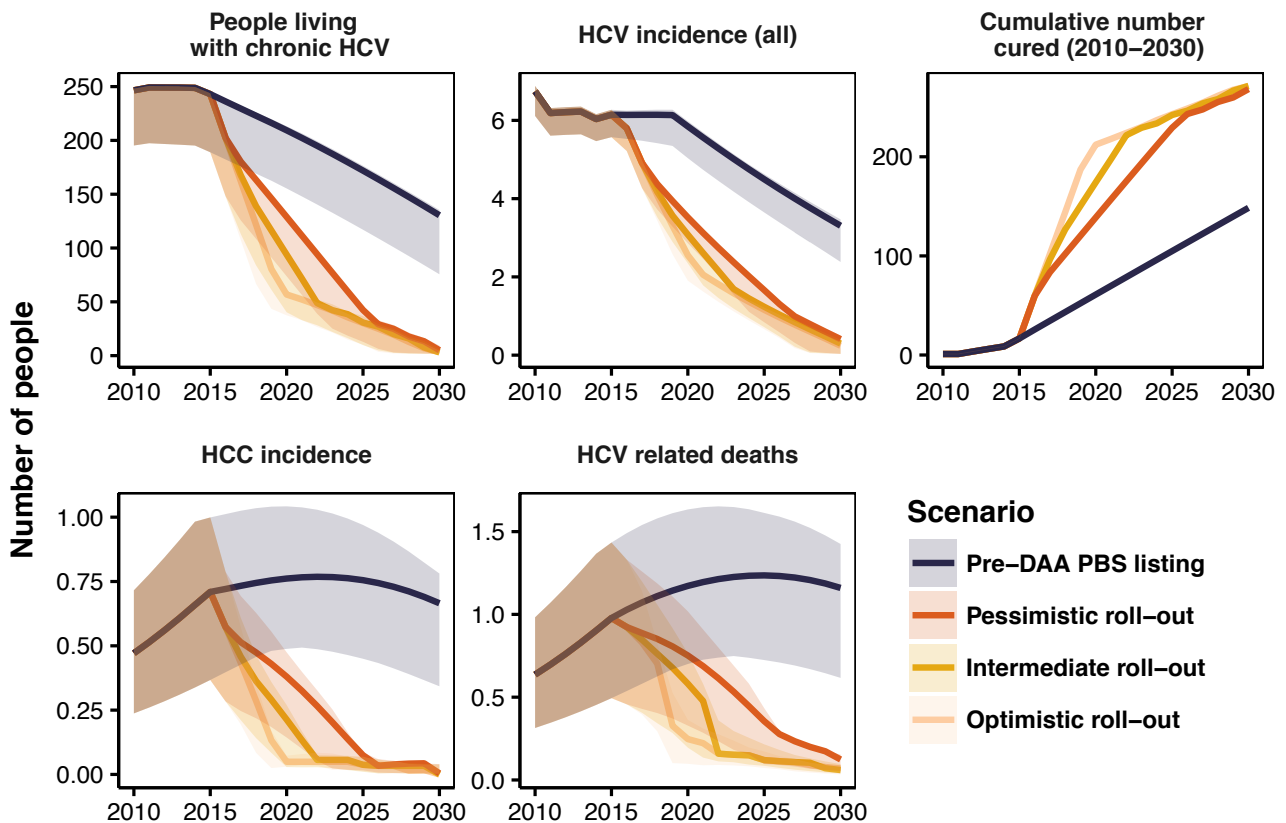 People living
with chronic HCV
HCV incidence (all)
Cumulative number
cured (2010–2030)
Number of people
250
200
150
100
50
0
2010 2015 2020 2025 2030
6
4
2
0
2010 2015 2020 2025 2030
200
100
0
2010 2015 2020 2025 2030
HCC incidence
HCV related deaths
1.00
0.75
0.50
0.25
0.00
2010 2015 2020 2025 2030
1.5
1.0
0.5
0.0
2010 2015 2020 2025 2030
Scenario
Pre–DAA PBS listing
Pessimistic roll–out
Intermediate roll–out
Optimistic roll–out